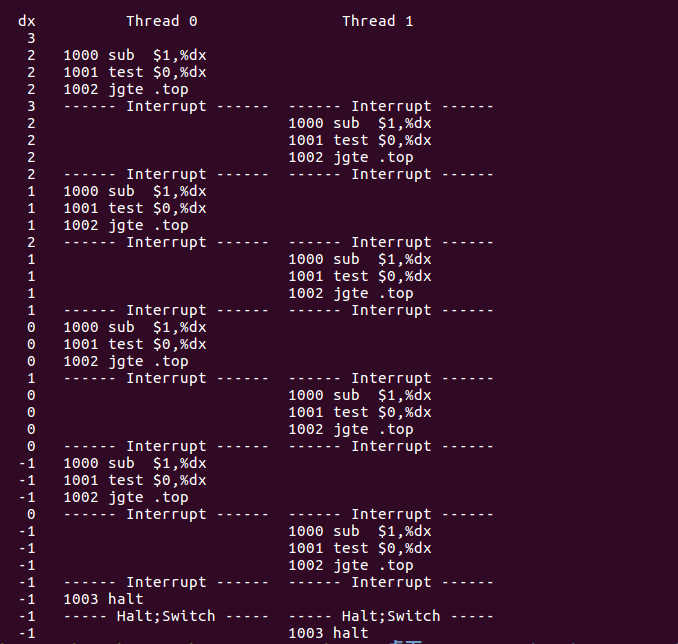 dx          Thread 0                Thread 1
 3
 2   1000 sub  $1,%dx
 2   1001 test $0,%dx
 2   1002 jgte .top
 3   ------ Interrupt ------  ------ Interrupt ------
 2                            1000 sub  $1,%dx
 2                            1001 test $0,%dx
 2                            1002 jgte .top
 2   ------ Interrupt ------  ------ Interrupt ------
 1   1000 sub  $1,%dx
 1   1001 test $0,%dx
 1   1002 jgte .top
 2   ------ Interrupt ------  ------ Interrupt ------
 1                            1000 sub  $1,%dx
 1                            1001 test $0,%dx
 1                            1002 jgte .top
 1   ------ Interrupt ------  ------ Interrupt ------
 0   1000 sub  $1,%dx
 0   1001 test $0,%dx
 0   1002 jgte .top
 1   ------ Interrupt ------  ------ Interrupt ------
 0                            1000 sub  $1,%dx
 0                            1001 test $0,%dx
 0                            1002 jgte .top
 0   ------ Interrupt ------  ------ Interrupt ------
-1   1000 sub  $1,%dx
-1   1001 test $0,%dx
-1   1002 jgte .top
 0   ------ Interrupt ------  ------ Interrupt ------
-1                            1000 sub  $1,%dx
-1                            1001 test $0,%dx
-1                            1002 jgte .top
-1   ------ Interrupt ------  ------ Interrupt ------
-1   1003 halt
-1   ----- Halt;Switch -----  ----- Halt;Switch -----
-1                            1003 halt